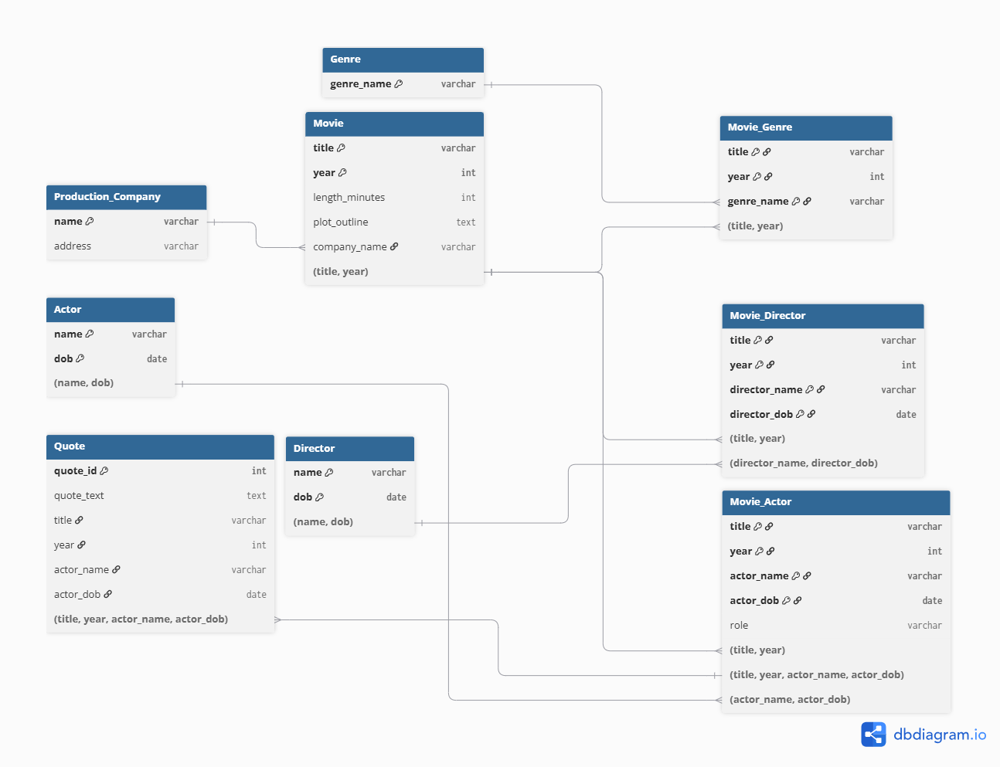 Genre
genre_name varchar
Movie
title varchar
year int
length_minutes int
plot_outline text
company_name varchar
(title, year)
Production_Company
name varchar
address varchar
Actor
name varchar
dob date
(name, dob)
Quote
quote_id int
quote_text text
title varchar
year int
actor_name varchar
actor_dob date
(title, year, actor_name, actor_dob)
Director
name varchar
dob date
(name, dob)
Movie_Genre
title varchar
year int
genre_name varchar
(title, year)
Movie_Director
title varchar
year int
director_name varchar
director_dob date
(title, year)
(director_name, director_dob)
Movie_Actor
title varchar
year int
actor_name varchar
actor_dob date
role varchar
(title, year)
(title, year, actor_name, actor_dob)
(actor_name, actor_dob)
dbdiagram.io